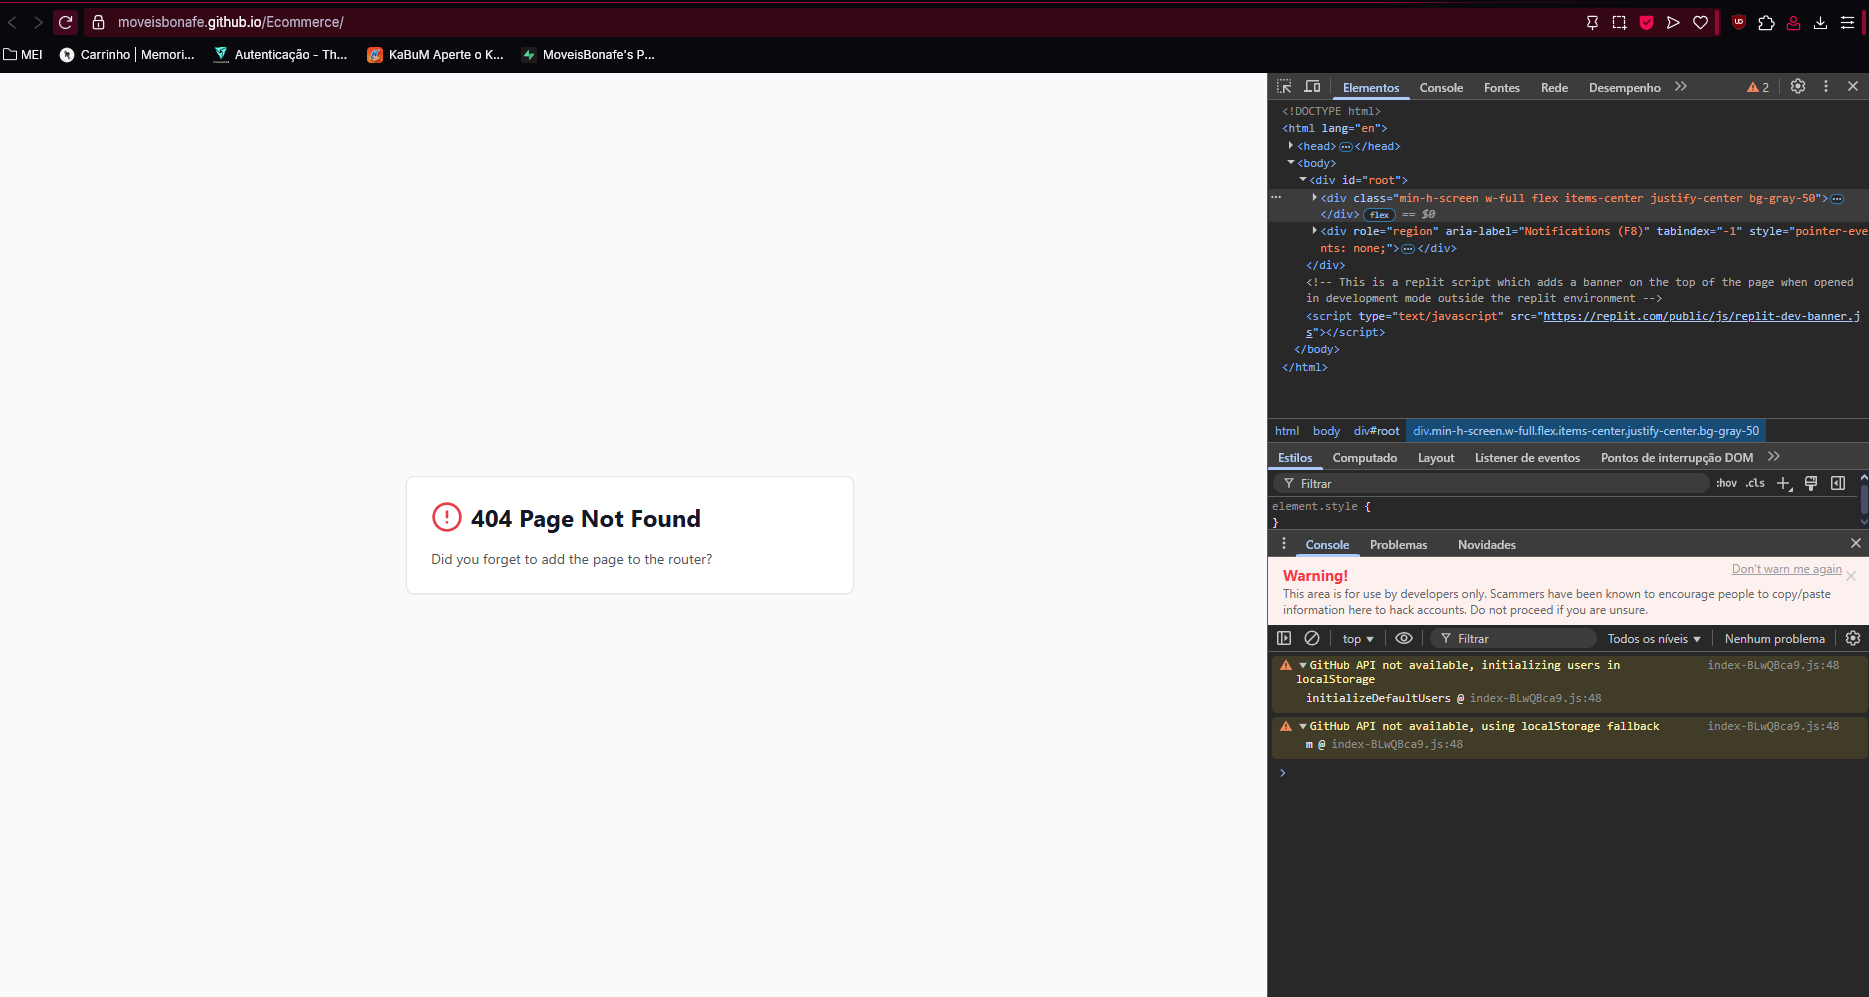 moveisbonafe.github.io/Ecommerce/
MEI
Carrinho | Memori...
Autenticação - Th...
KaBuM Aperte o K...
MoveisBonafe's P...
404 Page Not Found
Did you forget to add the page to the router?
Elementos Console Fontes Rede Desempenho 2
<!DOCTYPE html>
<html lang="en">
<head> </head>
<body>
<div id="root">
<div class="min-h-screen w-full flex items-center justify-center bg-gray-50">
</div> flex == $0
<div role="region" aria-label="Notifications (F8)" tabindex="-1" style="pointer-eve
nts: none;"> </div>
</div>
<!-- This is a replit script which adds a banner on the top of the page when opened
in development mode outside the replit environment -->
<script type="text/javascript" src="https://replit.com/public/js/replit-dev-banner.j
s"></script>
</body>
</html>
html body div#root div.min-h-screen.w-full.flex.items-center.justify-center.bg-gray-50
Estilos Computado Layout Listener de eventos Pontos de interrupção DOM
Filtrar :hov .cls
element.style {
}
Console Problemas Novidades
Warning! Don't warn me again
This area is for use by developers only. Scammers have been known to encourage people to copy/paste
information here to hack accounts. Do not proceed if you are unsure.
top Filtrar Todos os níveis Nenhum problema
GitHub API not available, initializing users in index-BLwQBca9.js:48
localStorage
initializeDefaultUsers @ index-BLwQBca9.js:48
GitHub API not available, using localStorage fallback index-BLwQBca9.js:48
m @ index-BLwQBca9.js:48